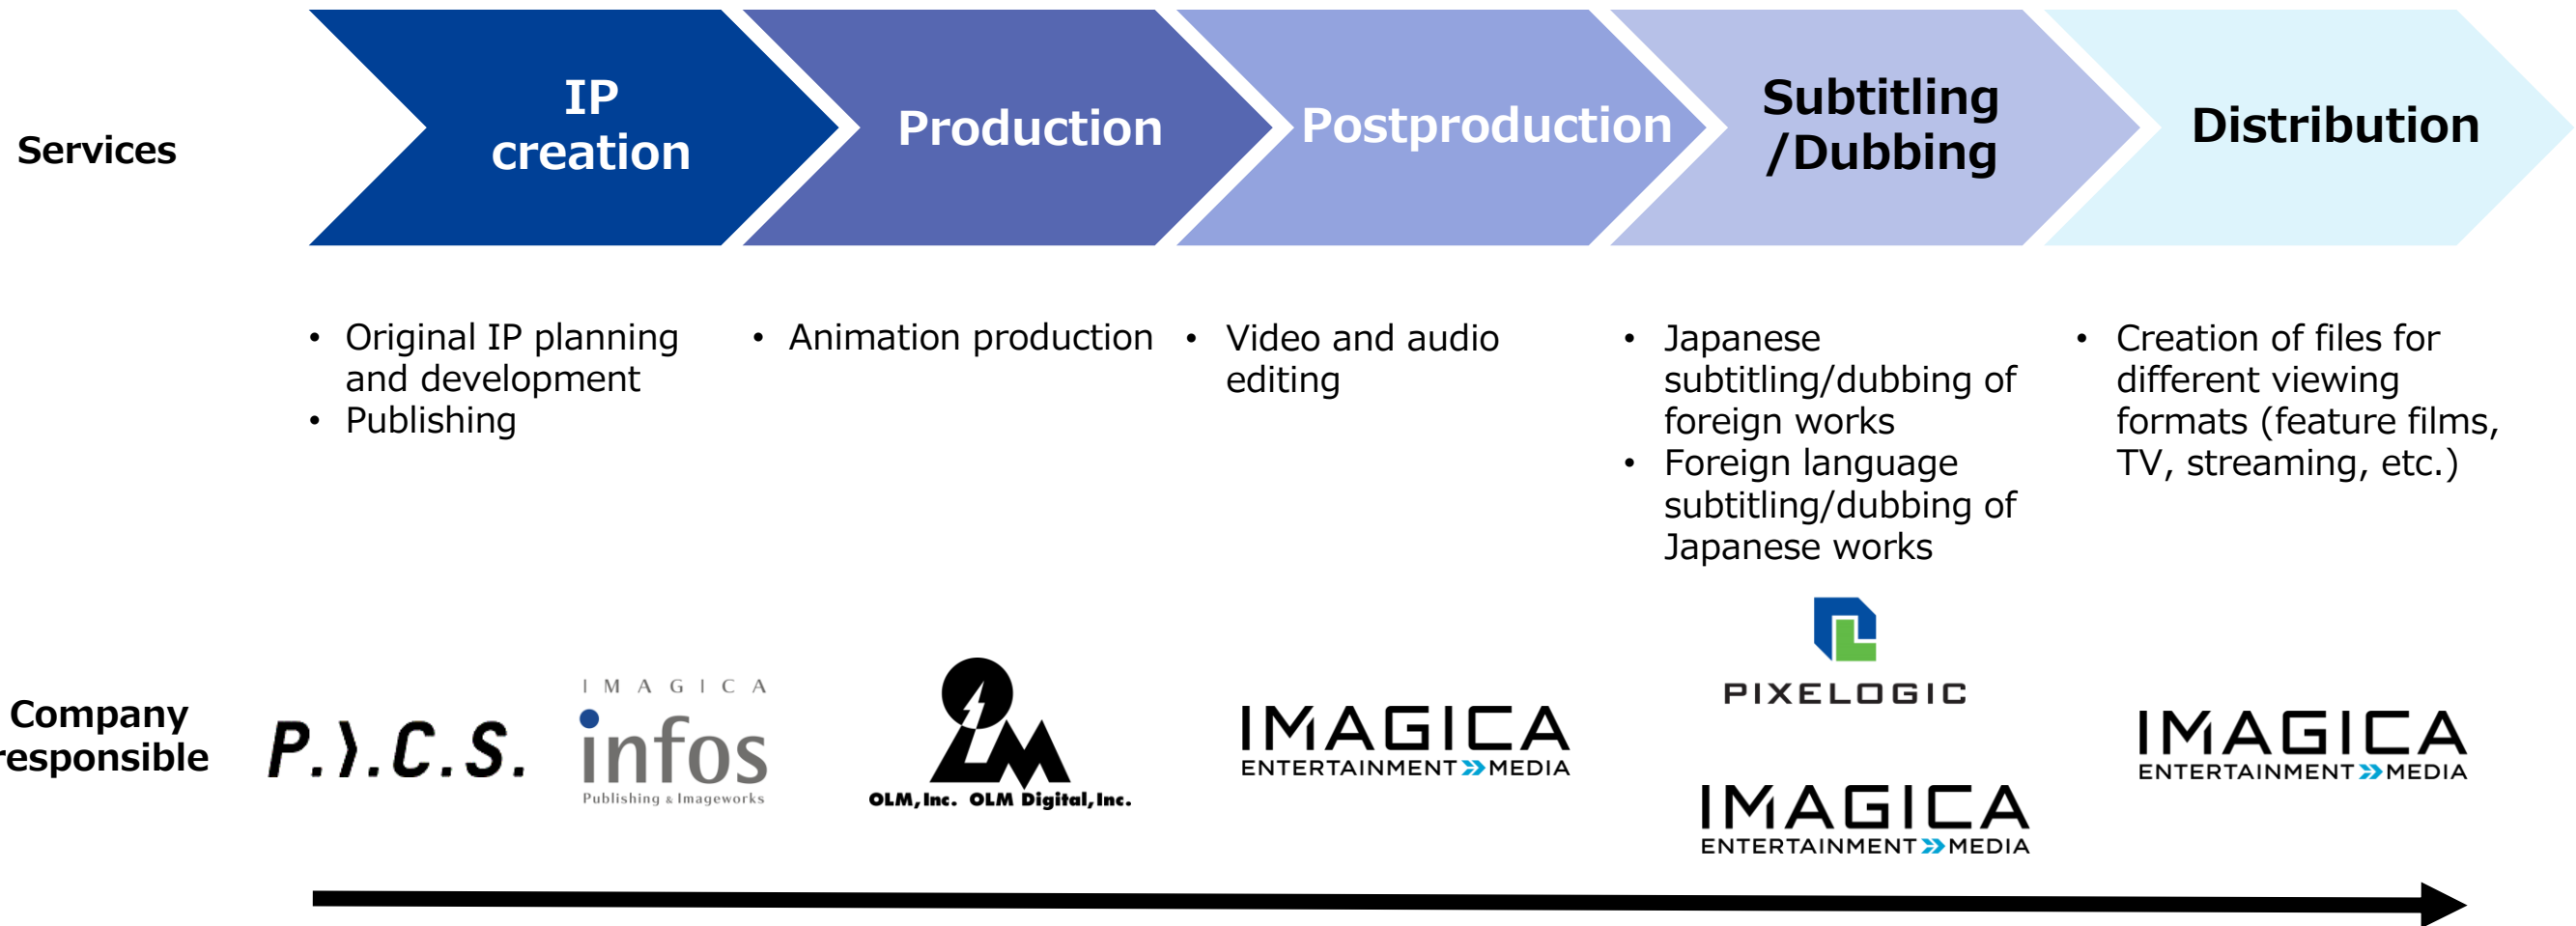 Services
IP
creation
Production
Postproduction
Subtitling
/Dubbing
Distribution
• Original IP planning
and development
• Publishing
• Animation production
• Video and audio
editing
• Japanese
subtitling/dubbing of
foreign works
• Foreign language
subtitling/dubbing of
Japanese works
• Creation of files for
different viewing
formats (feature films,
TV, streaming, etc.)
Company
responsible
P.I.C.S.
IMAGICA
infos
Publishing & Imageworks
OLM
OLM, Inc. OLM Digital, Inc.
IMAGICA
ENTERTAINMENT MEDIA
PIXELOGIC
IMAGICA
ENTERTAINMENT MEDIA
IMAGICA
ENTERTAINMENT MEDIA